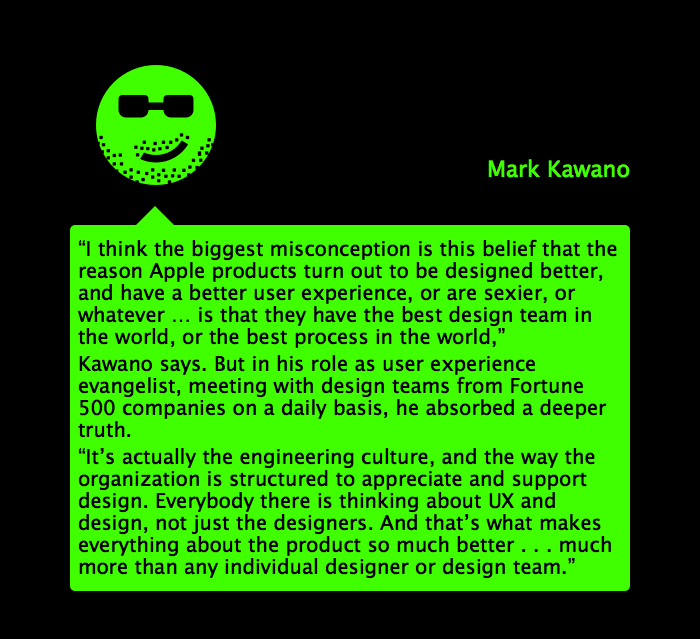 Mark Kawano
“I think the biggest misconception is this belief that the
reason Apple products turn out to be designed better,
and have a better user experience, or are sexier, or
whatever … is that they have the best design team in
the world, or the best process in the world,”
Kawano says. But in his role as user experience
evangelist, meeting with design teams from Fortune
500 companies on a daily basis, he absorbed a deeper
truth.
“It’s actually the engineering culture, and the way the
organization is structured to appreciate and support
design. Everybody there is thinking about UX and
design, not just the designers. And that’s what makes
everything about the product so much better . . . much
more than any individual designer or design team.”